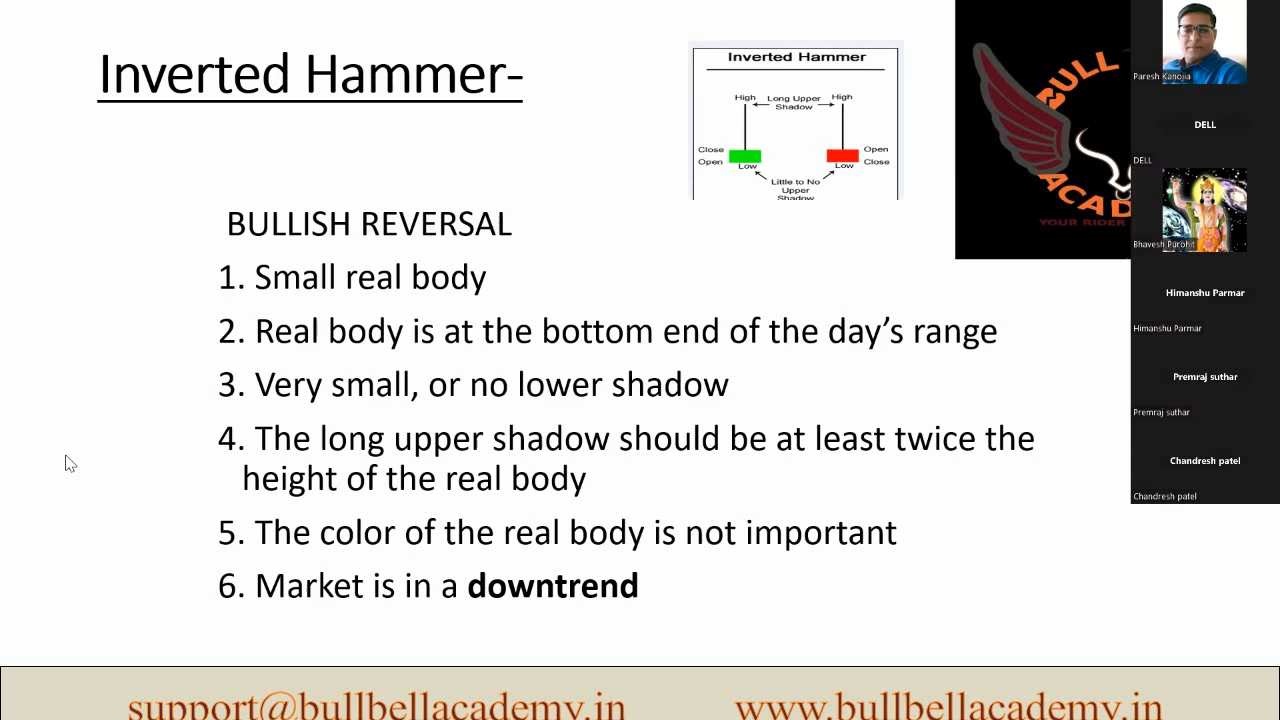 Inverted Hammer-
Inverted Hammer
High Long Upper Shadow High
Close
Open
Low
Open
Close
Low
Little to No
Upper
Shadow
BULL
ACAD
YOUR RIDER
BULLISH REVERSAL
1. Small real body
2. Real body is at the bottom end of the day’s range
3. Very small, or no lower shadow
4. The long upper shadow should be at least twice the
height of the real body
5. The color of the real body is not important
6. Market is in a downtrend
support@bullbellacademy.in www.bullbellacademy.in
Paresh Kanojia
DELL
DELL
Bhavesh Purohit
Himanshu Parmar
Himanshu Parmar
Premraj suthar
Premraj suthar
Chandresh patel
Chandresh patel